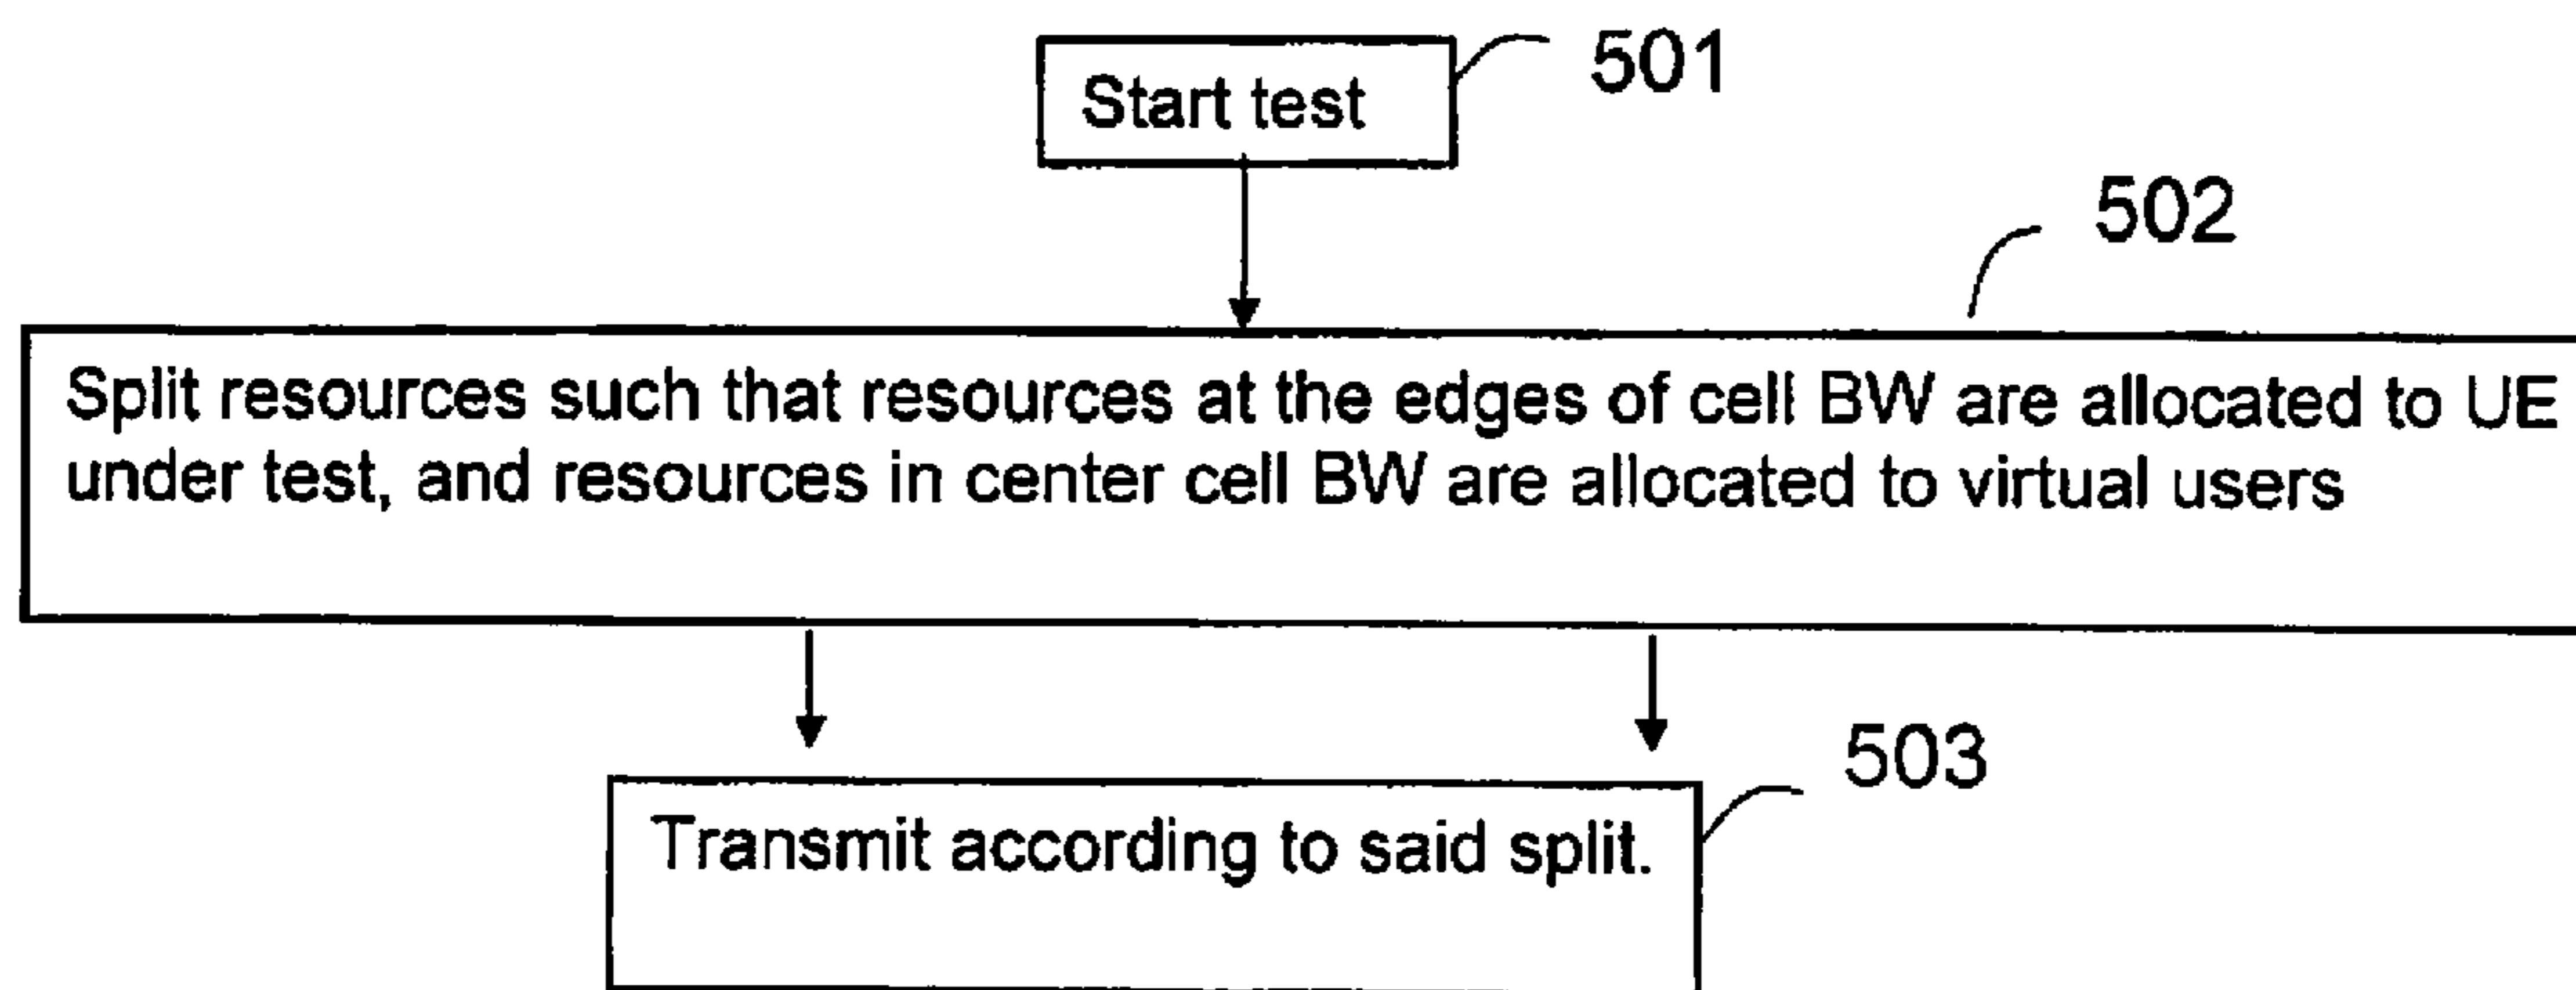 Start test
501
502
Split resources such that resources at the edges of cell BW are allocated to UE
under test, and resources in center cell BW are allocated to virtual users
503
Transmit according to said split.